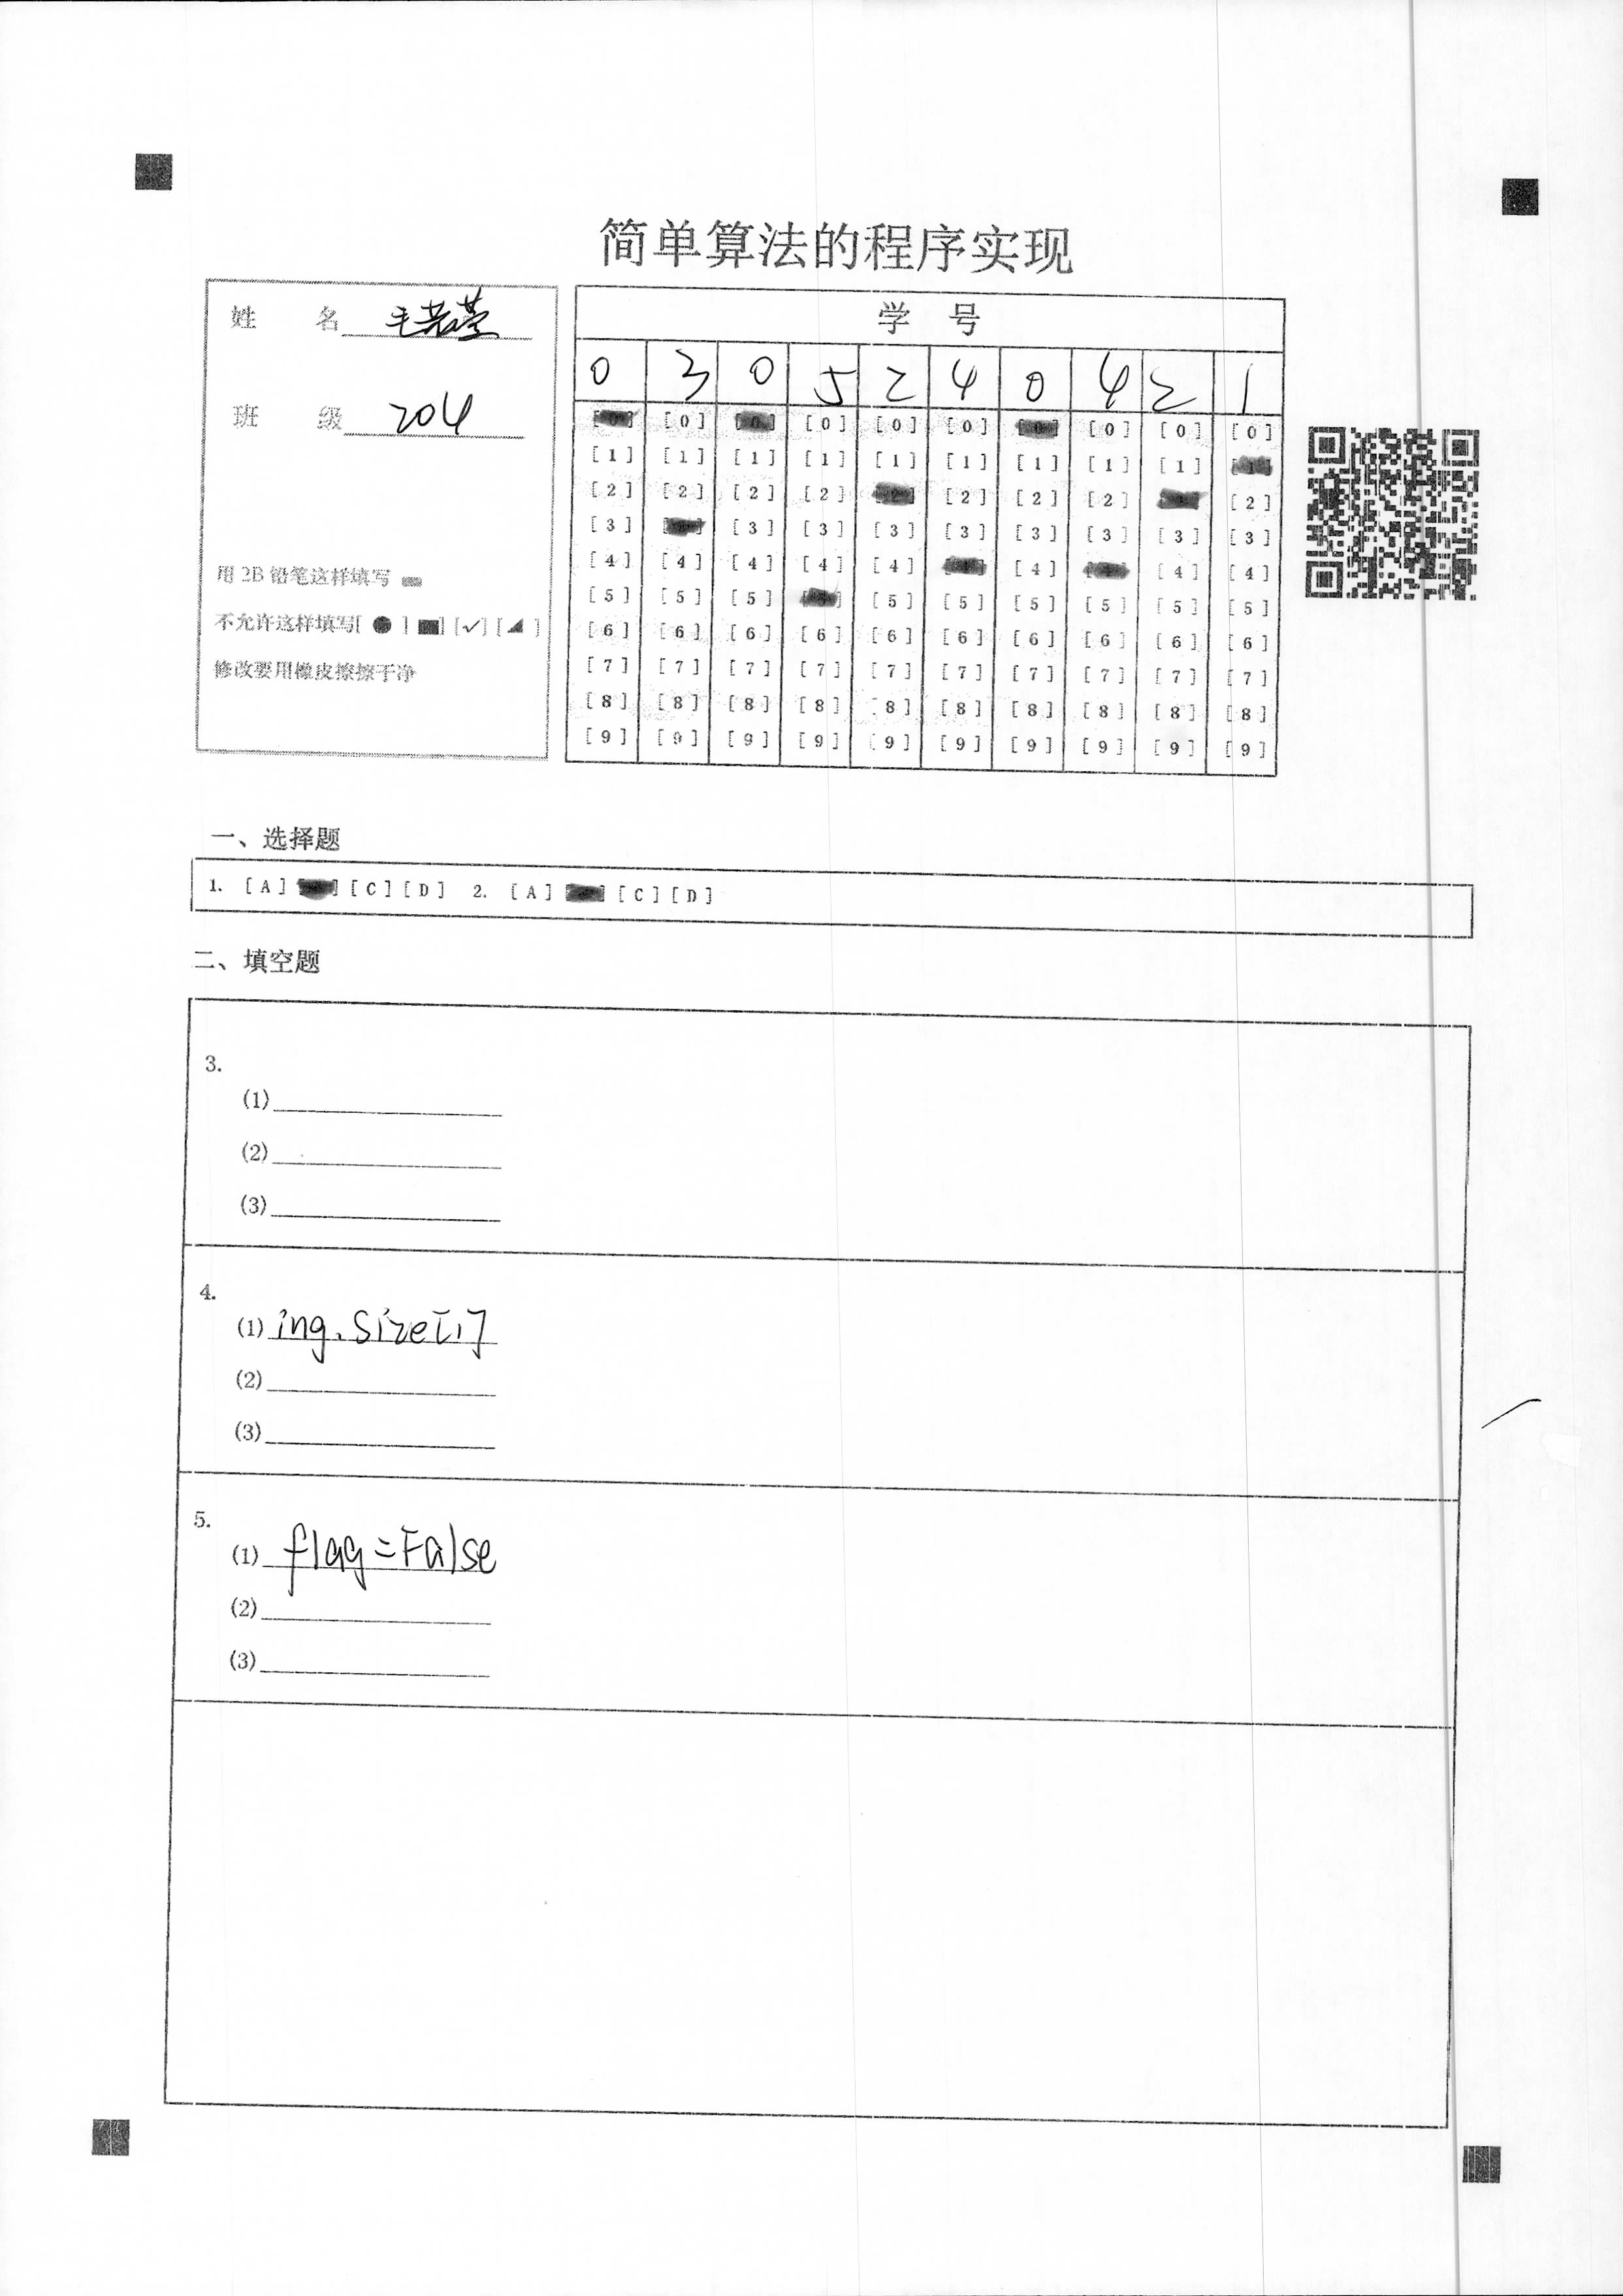 简单算法的程序实现
姓 名 毛若莹
班 级 204
用 2B 铅笔这样填写
不允许这样填写[ ● ] [■] [✓] [◢ ]
修改要用橡皮擦擦干净
学 号
0 3 0 5 2 4 0 4 2 1
[0] [0] [0] [0] [0] [0] [0] [0] [0] [0]
[1] [1] [1] [1] [1] [1] [1] [1] [1] [1]
[2] [2] [2] [2] [2] [2] [2] [2]
[3] [3] [3] [3] [3] [3] [3] [3] [3]
[4] [4] [4] [4] [4] [4] [4] [4]
[5] [5] [5] [5] [5] [5] [5] [5] [5]
[6] [6] [6] [6] [6] [6] [6] [6] [6] [6]
[7] [7] [7] [7] [7] [7] [7] [7] [7] [7]
[8] [8] [8] [8] [8] [8] [8] [8] [8] [8]
[9] [9] [9] [9] [9] [9] [9] [9] [9] [9]
一、选择题
1. [A] [C] [D] 2. [A] [C] [D]
二、填空题
3.
(1)
(2)
(3)
4.
(1) ing.size[1]
(2)
(3)
5.
(1) flag=False
(2)
(3)